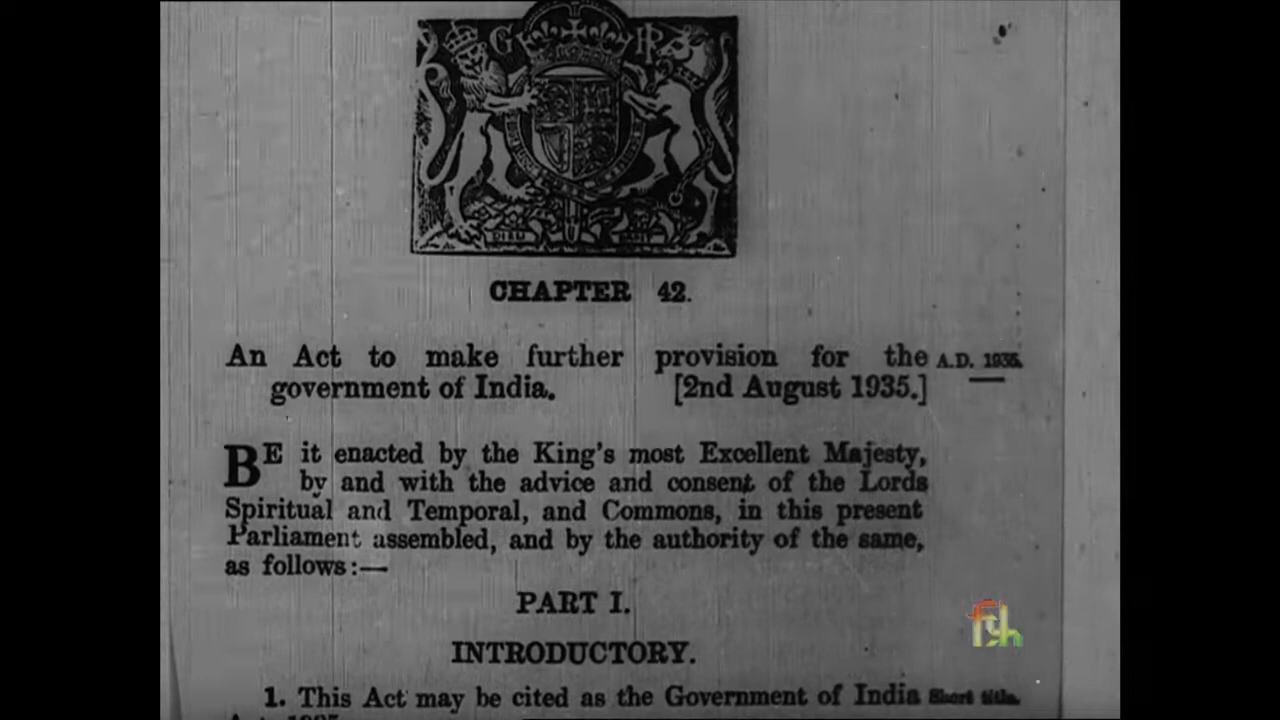 G R
DIEU
CHAPTER 42.
An Act to make further provision for the A.D. 1935.
government of India. [2nd August 1935.]
BE it enacted by the King's most Excellent Majesty,
by and with the advice and consent of the Lords
Spiritual and Temporal, and Commons, in this present
Parliament assembled, and by the authority of the same,
as follows:—
PART I.
INTRODUCTORY.
1. This Act may be cited as the Government of India Short title.
fyh